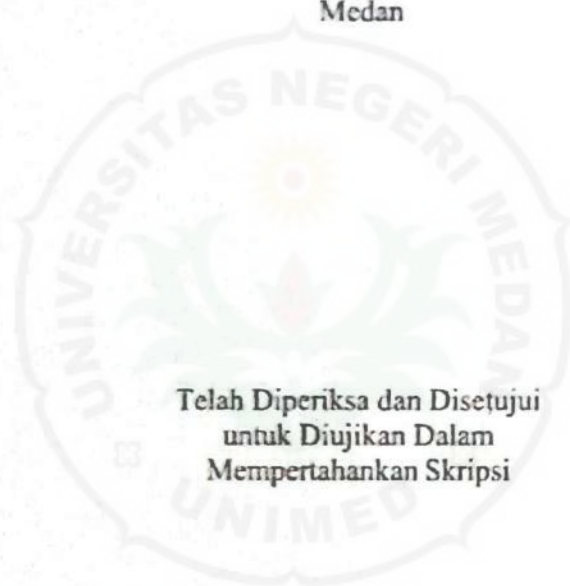 Medan
UNIVERSITAS NEGERI MEDAN
Telah Diperiksa dan Disetujui
untuk Diujikan Dalam
Mempertahankan Skripsi
UNIMED